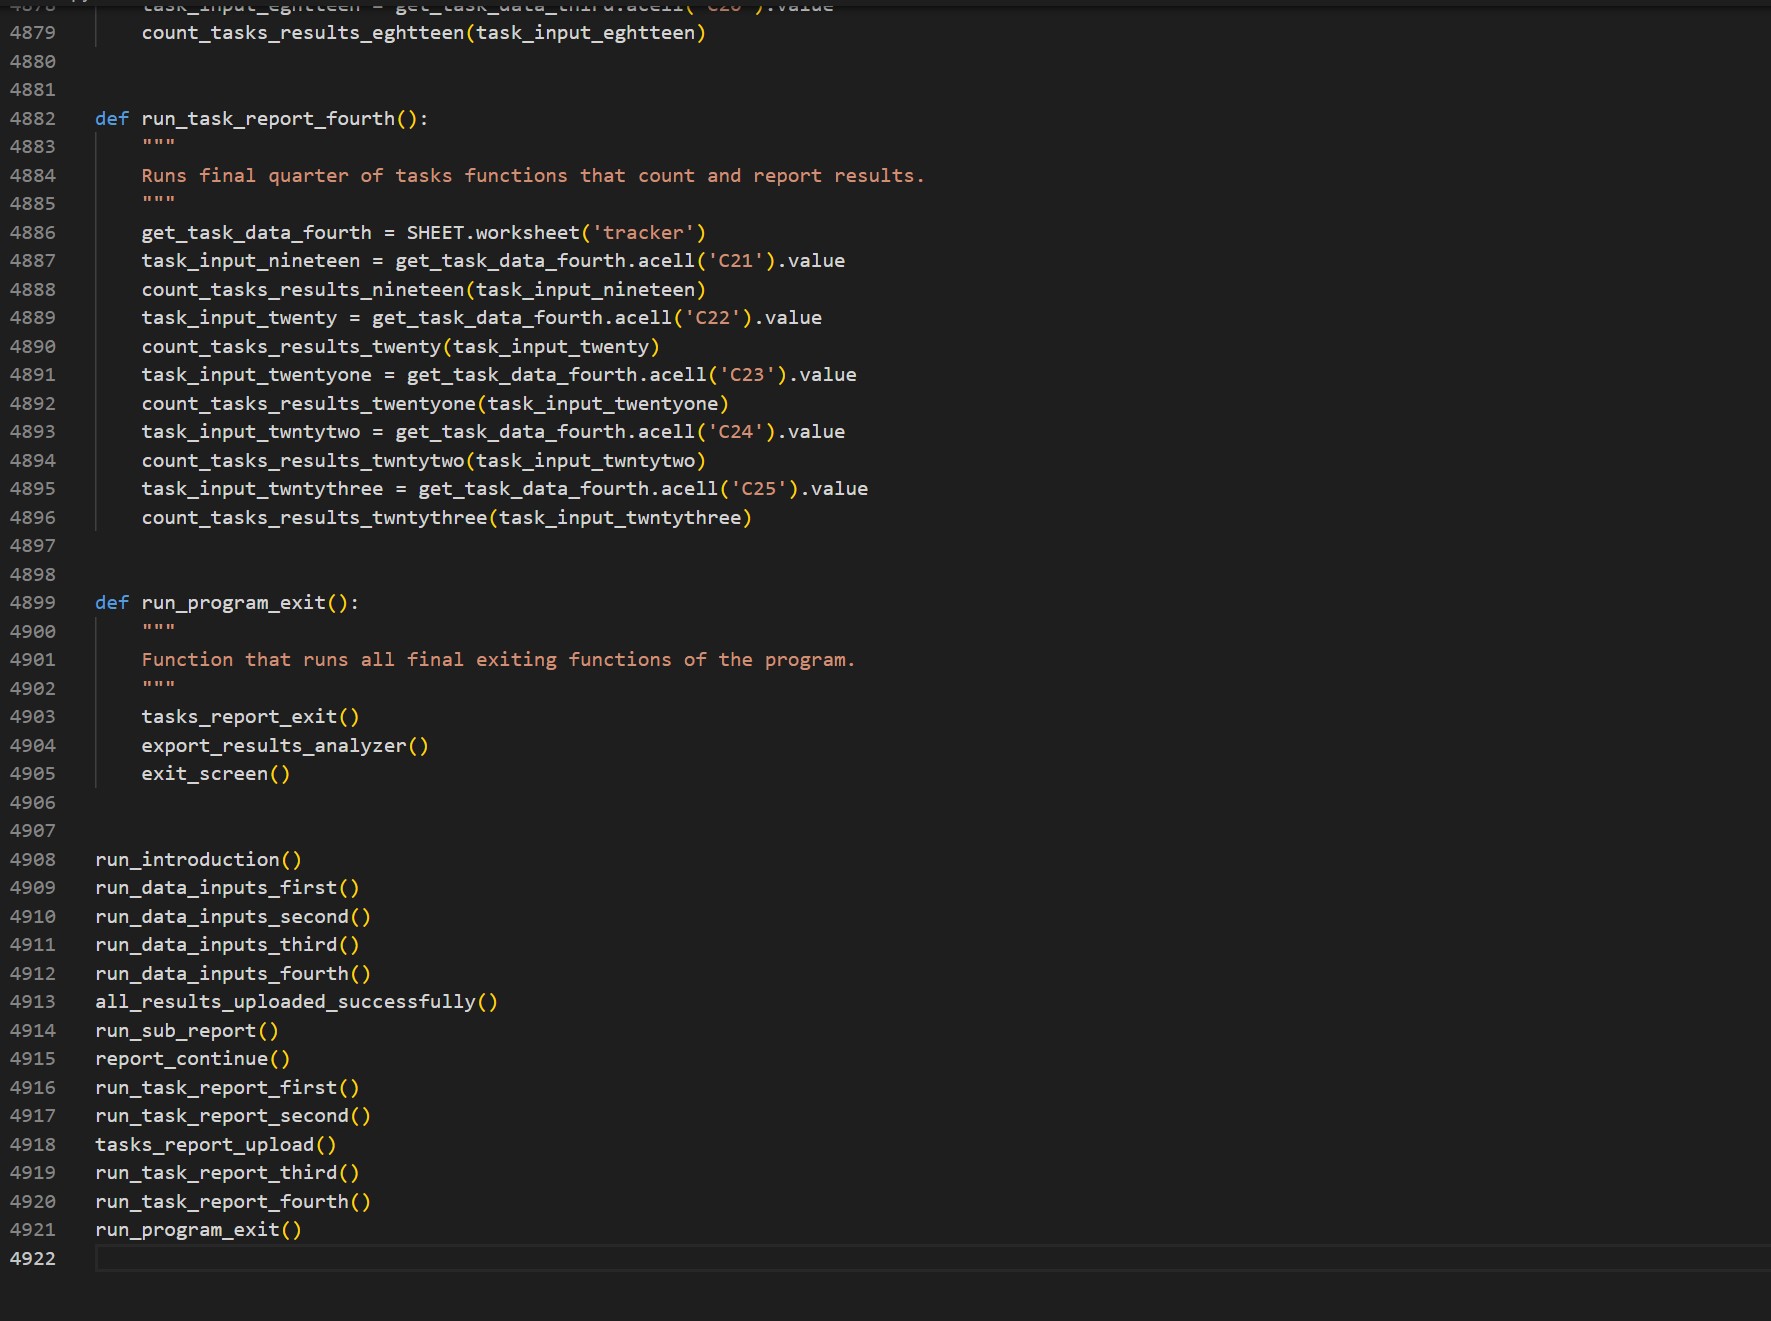 4878 task_input_eghtteen = get_task_data_third.acell('C20').value
4879 count_tasks_results_eghtteen(task_input_eghtteen)
4880
4881
4882 def run_task_report_fourth():
4883 """
4884 Runs final quarter of tasks functions that count and report results.
4885 """
4886 get_task_data_fourth = SHEET.worksheet('tracker')
4887 task_input_nineteen = get_task_data_fourth.acell('C21').value
4888 count_tasks_results_nineteen(task_input_nineteen)
4889 task_input_twenty = get_task_data_fourth.acell('C22').value
4890 count_tasks_results_twenty(task_input_twenty)
4891 task_input_twentyone = get_task_data_fourth.acell('C23').value
4892 count_tasks_results_twentyone(task_input_twentyone)
4893 task_input_twntytwo = get_task_data_fourth.acell('C24').value
4894 count_tasks_results_twntytwo(task_input_twntytwo)
4895 task_input_twntythree = get_task_data_fourth.acell('C25').value
4896 count_tasks_results_twntythree(task_input_twntythree)
4897
4898
4899 def run_program_exit():
4900 """
4901 Function that runs all final exiting functions of the program.
4902 """
4903 tasks_report_exit()
4904 export_results_analyzer()
4905 exit_screen()
4906
4907
4908 run_introduction()
4909 run_data_inputs_first()
4910 run_data_inputs_second()
4911 run_data_inputs_third()
4912 run_data_inputs_fourth()
4913 all_results_uploaded_successfully()
4914 run_sub_report()
4915 report_continue()
4916 run_task_report_first()
4917 run_task_report_second()
4918 tasks_report_upload()
4919 run_task_report_third()
4920 run_task_report_fourth()
4921 run_program_exit()
4922